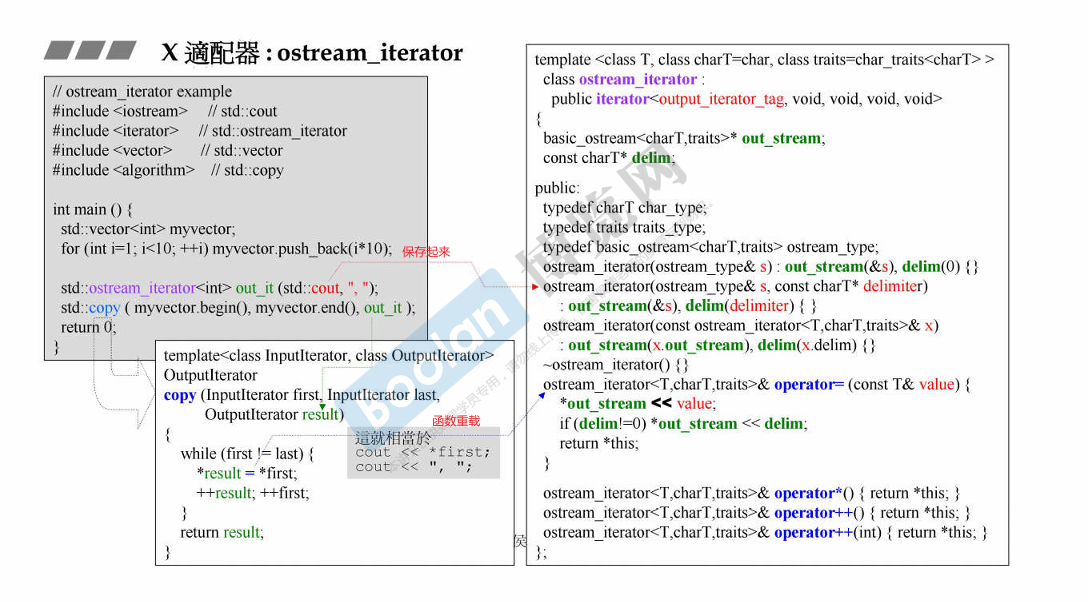 X 適配器 : ostream_iterator
// ostream_iterator example
#include <iostream> // std::cout
#include <iterator> // std::ostream_iterator
#include <vector> // std::vector
#include <algorithm> // std::copy
int main () {
std::vector<int> myvector;
for (int i=1; i<10; ++i) myvector.push_back(i*10);
保存起来
std::ostream_iterator<int> out_it (std::cout, ", ");
std::copy ( myvector.begin(), myvector.end(), out_it );
return 0;
}
template<class InputIterator, class OutputIterator>
OutputIterator
copy (InputIterator first, InputIterator last,
OutputIterator result)
{
while (first != last) {
*result = *first;
++result; ++first;
}
return result;
}
函数重载
這就相當於
cout << *first;
cout << ", ";
template <class T, class charT=char, class traits=char_traits<charT> >
class ostream_iterator :
public iterator<output_iterator_tag, void, void, void, void>
{
basic_ostream<charT,traits>* out_stream;
const charT* delim;
public:
typedef charT char_type;
typedef traits traits_type;
typedef basic_ostream<charT,traits> ostream_type;
ostream_iterator(ostream_type& s) : out_stream(&s), delim(0) {}
ostream_iterator(ostream_type& s, const charT* delimiter)
: out_stream(&s), delim(delimiter) { }
ostream_iterator(const ostream_iterator<T,charT,traits>& x)
: out_stream(x.out_stream), delim(x.delim) {}
~ostream_iterator() {}
ostream_iterator<T,charT,traits>& operator= (const T& value) {
*out_stream << value;
if (delim!=0) *out_stream << delim;
return *this;
}
ostream_iterator<T,charT,traits>& operator*() { return *this; }
ostream_iterator<T,charT,traits>& operator++() { return *this; }
ostream_iterator<T,charT,traits>& operator++(int) { return *this; }
};
侯
boolan
博览网